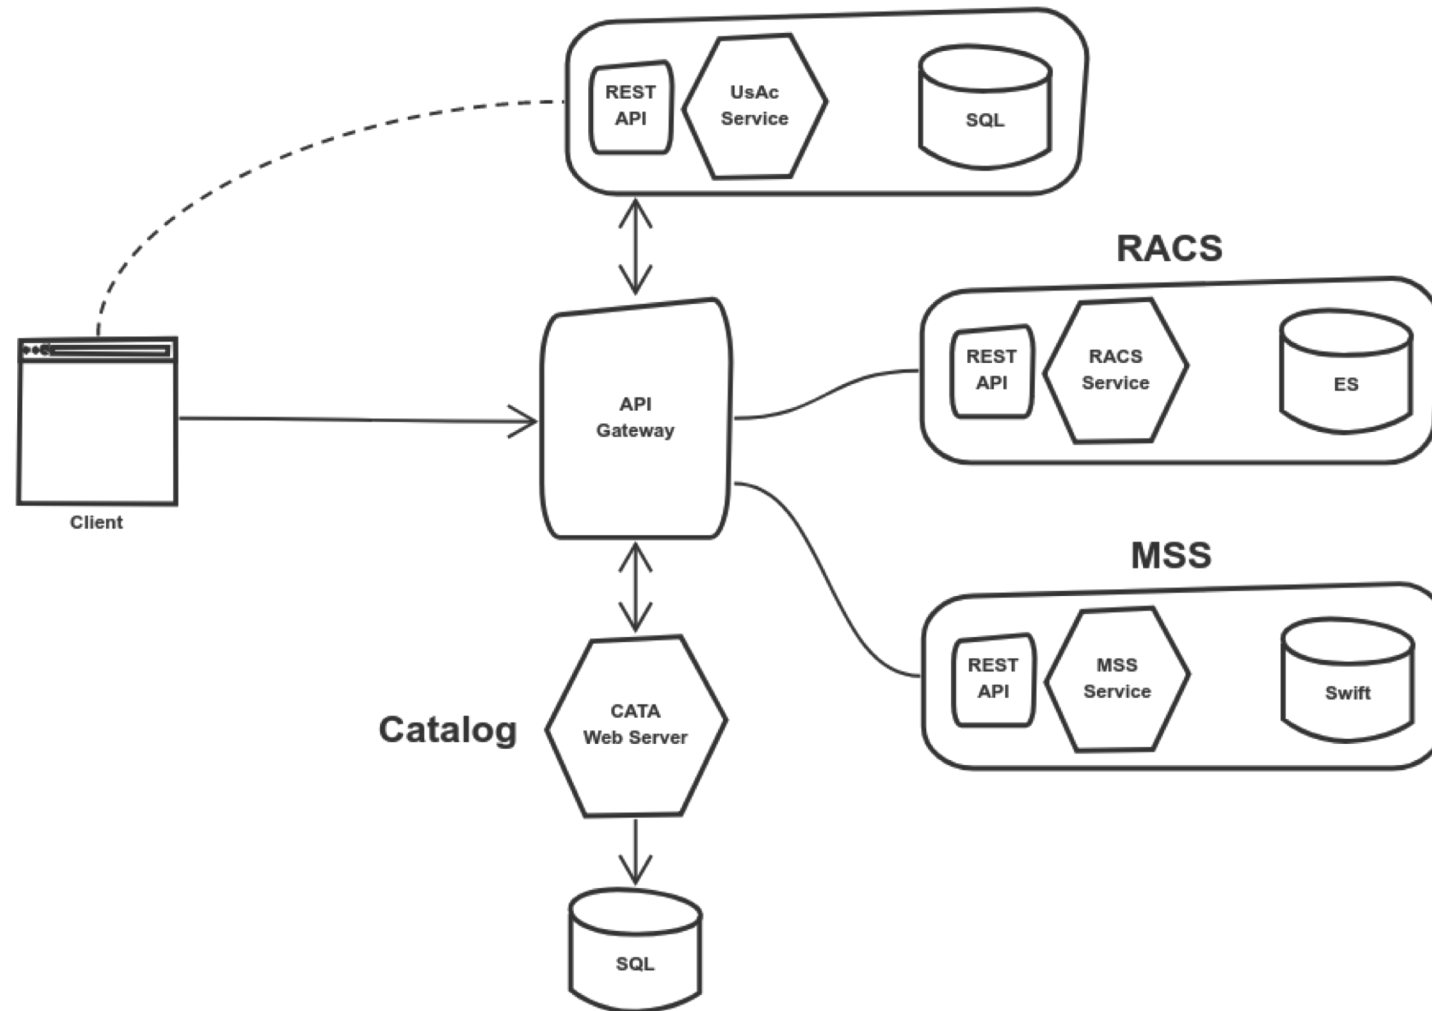 REST
API
UsAc
Service
SQL
RACS
REST
API
RACS
Service
ES
API
Gateway
Client
MSS
REST
API
MSS
Service
Swift
Catalog
CATA
Web Server
SQL